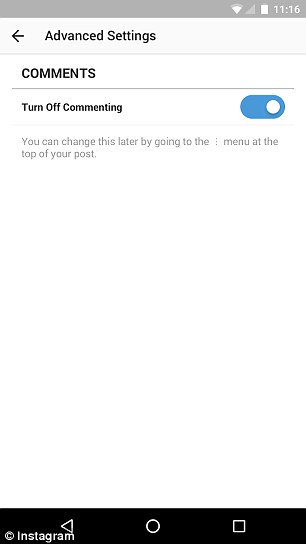 11:16
Advanced Settings
COMMENTS
Turn Off Commenting
You can change this later by going to the ⋮ menu at the
top of your post.
© Instagram